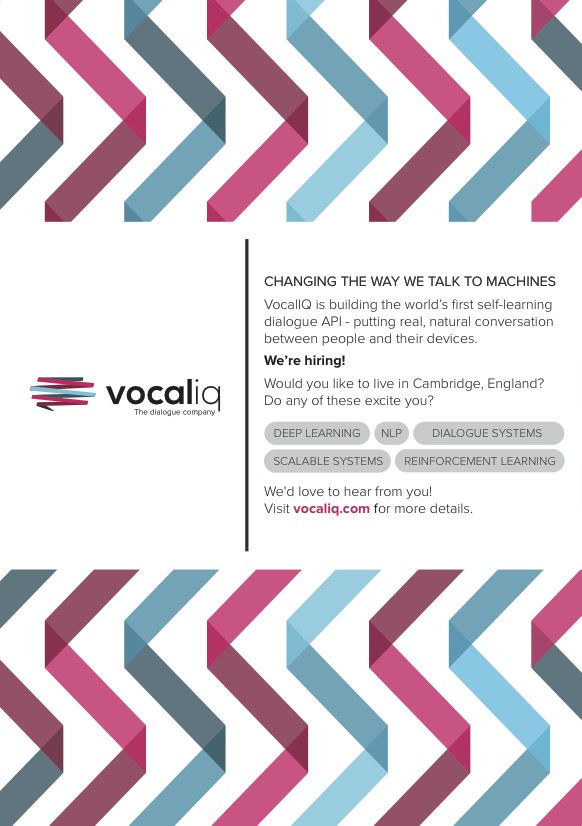 vocaliq
The dialogue company
CHANGING THE WAY WE TALK TO MACHINES
VocalIQ is building the world's first self-learning
dialogue API - putting real, natural conversation
between people and their devices.
We're hiring!
Would you like to live in Cambridge, England?
Do any of these excite you?
DEEP LEARNING NLP DIALOGUE SYSTEMS
SCALABLE SYSTEMS REINFORCEMENT LEARNING
We'd love to hear from you!
Visit vocaliq.com for more details.